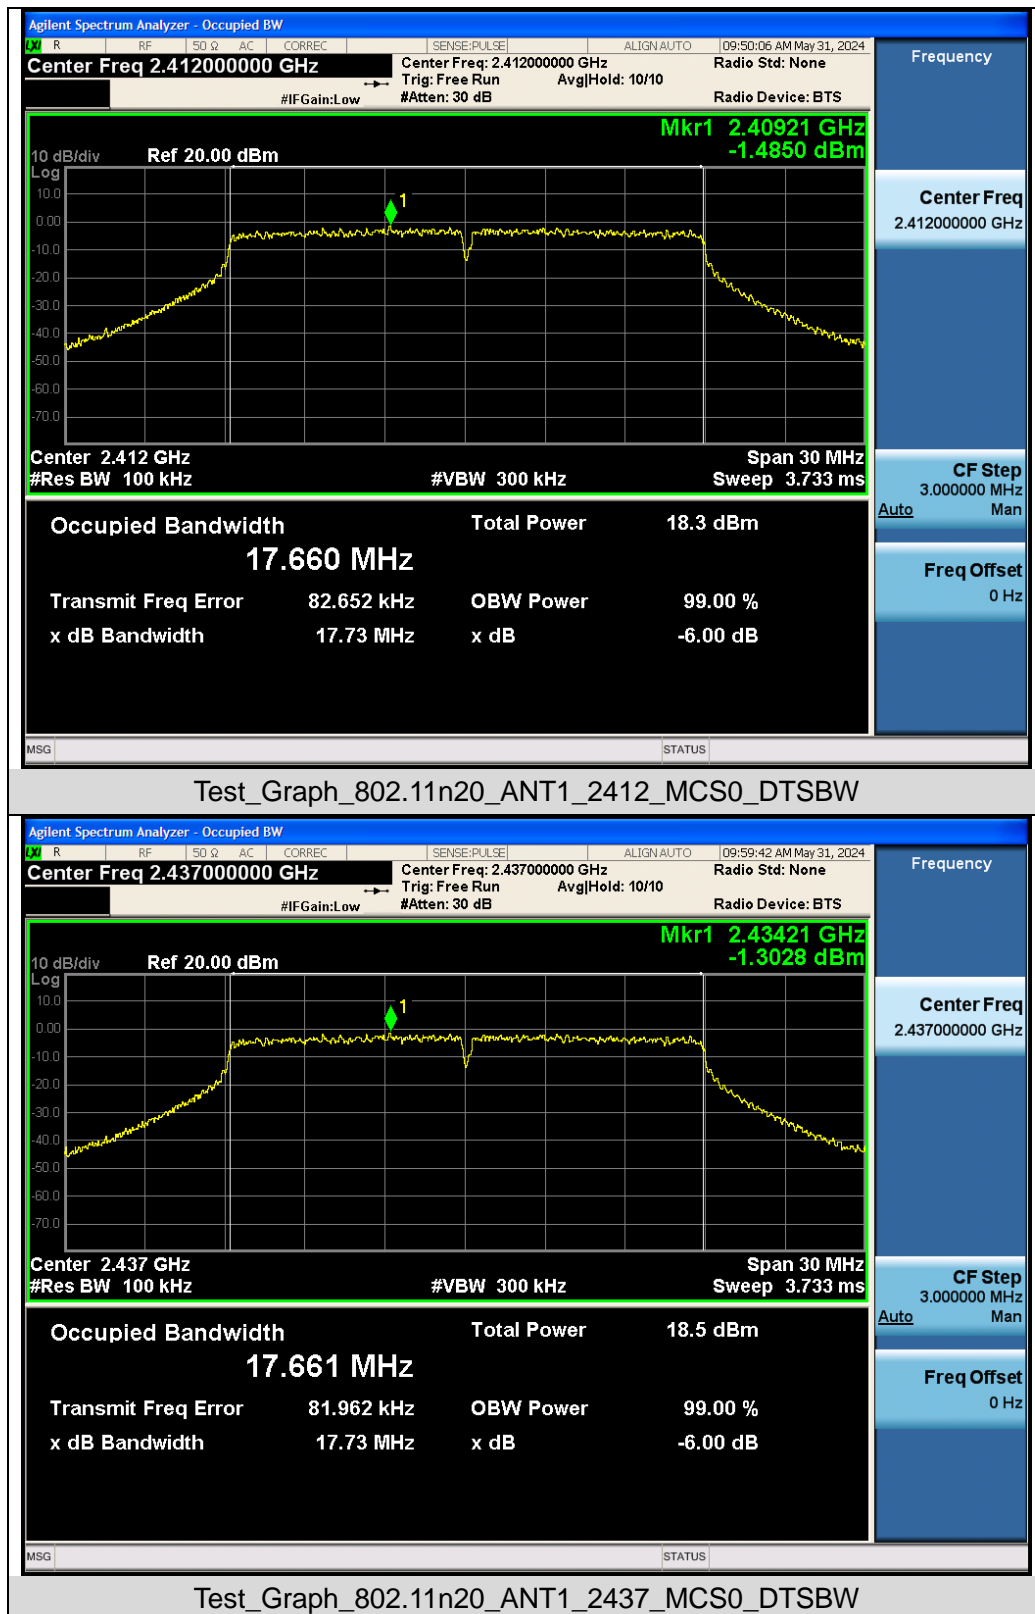 Agilent Spectrum Analyzer - Occupied BW
LXI R RF 50 Ω AC CORREC SENSE:PULSE ALIGN AUTO 09:50:06 AM May 31, 2024
Center Freq 2.412000000 GHz Center Freq: 2.412000000 GHz Radio Std: None
Trig: Free Run Avg|Hold: 10/10
#IFGain:Low #Atten: 30 dB Radio Device: BTS
Frequency
Mkr1 2.40921 GHz
-1.4850 dBm
10 dB/div Ref 20.00 dBm
Log
10.0
1
0.00
-10.0
-20.0
-30.0
-40.0
-50.0
-60.0
-70.0
Center Freq
2.412000000 GHz
Center 2.412 GHz Span 30 MHz
#Res BW 100 kHz #VBW 300 kHz Sweep 3.733 ms
CF Step
3.000000 MHz
Auto Man
Occupied Bandwidth Total Power 18.3 dBm
17.660 MHz
Freq Offset
0 Hz
Transmit Freq Error 82.652 kHz OBW Power 99.00 %
x dB Bandwidth 17.73 MHz x dB -6.00 dB
MSG STATUS
Test_Graph_802.11n20_ANT1_2412_MCS0_DTSBW
Agilent Spectrum Analyzer - Occupied BW
LXI R RF 50 Ω AC CORREC SENSE:PULSE ALIGN AUTO 09:59:42 AM May 31, 2024
Center Freq 2.437000000 GHz Center Freq: 2.437000000 GHz Radio Std: None
Trig: Free Run Avg|Hold: 10/10
#IFGain:Low #Atten: 30 dB Radio Device: BTS
Frequency
Mkr1 2.43421 GHz
-1.3028 dBm
10 dB/div Ref 20.00 dBm
Log
10.0
1
0.00
-10.0
-20.0
-30.0
-40.0
-50.0
-60.0
-70.0
Center Freq
2.437000000 GHz
Center 2.437 GHz Span 30 MHz
#Res BW 100 kHz #VBW 300 kHz Sweep 3.733 ms
CF Step
3.000000 MHz
Auto Man
Occupied Bandwidth Total Power 18.5 dBm
17.661 MHz
Freq Offset
0 Hz
Transmit Freq Error 81.962 kHz OBW Power 99.00 %
x dB Bandwidth 17.73 MHz x dB -6.00 dB
MSG STATUS
Test_Graph_802.11n20_ANT1_2437_MCS0_DTSBW